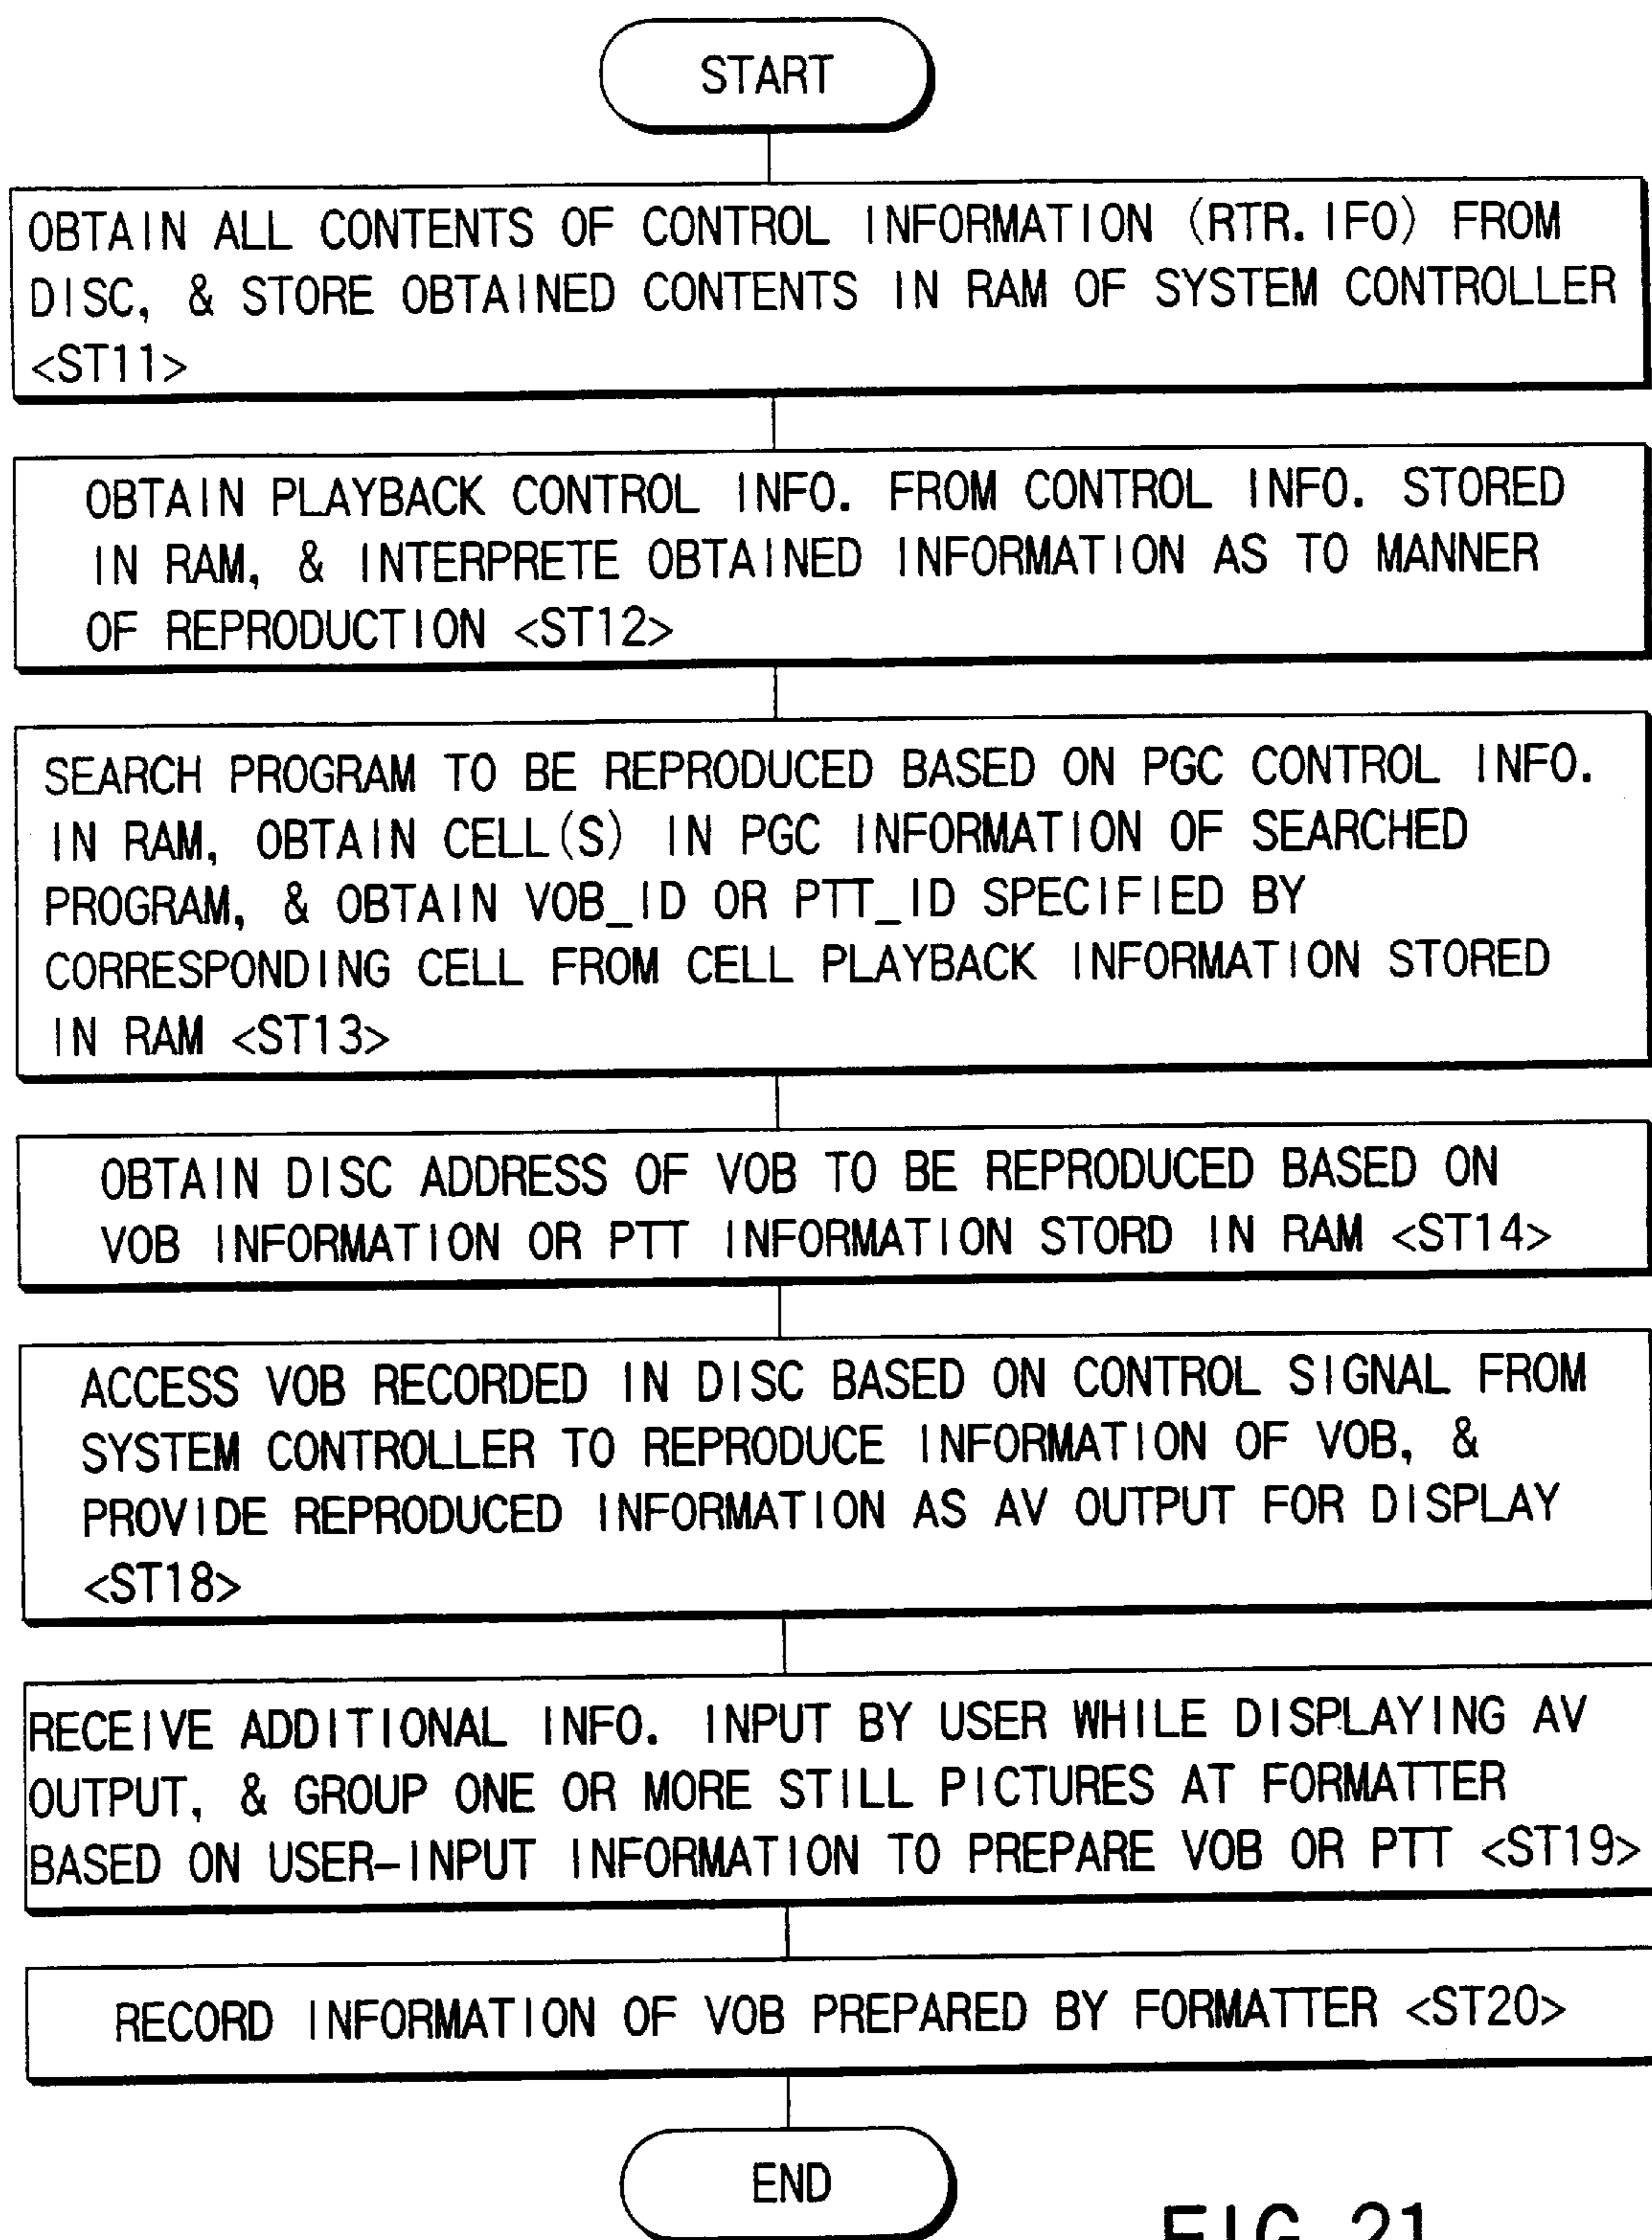 START
OBTAIN ALL CONTENTS OF CONTROL INFORMATION (RTR.IFO) FROM
DISC, & STORE OBTAINED CONTENTS IN RAM OF SYSTEM CONTROLLER
<ST11>
OBTAIN PLAYBACK CONTROL INFO. FROM CONTROL INFO. STORED
IN RAM, & INTERPRETE OBTAINED INFORMATION AS TO MANNER
OF REPRODUCTION <ST12>
SEARCH PROGRAM TO BE REPRODUCED BASED ON PGC CONTROL INFO.
IN RAM, OBTAIN CELL(S) IN PGC INFORMATION OF SEARCHED
PROGRAM, & OBTAIN VOB_ID OR PTT_ID SPECIFIED BY
CORRESPONDING CELL FROM CELL PLAYBACK INFORMATION STORED
IN RAM <ST13>
OBTAIN DISC ADDRESS OF VOB TO BE REPRODUCED BASED ON
VOB INFORMATION OR PTT INFORMATION STORD IN RAM <ST14>
ACCESS VOB RECORDED IN DISC BASED ON CONTROL SIGNAL FROM
SYSTEM CONTROLLER TO REPRODUCE INFORMATION OF VOB, &
PROVIDE REPRODUCED INFORMATION AS AV OUTPUT FOR DISPLAY
<ST18>
RECEIVE ADDITIONAL INFO. INPUT BY USER WHILE DISPLAYING AV
OUTPUT, & GROUP ONE OR MORE STILL PICTURES AT FORMATTER
BASED ON USER-INPUT INFORMATION TO PREPARE VOB OR PTT <ST19>
RECORD INFORMATION OF VOB PREPARED BY FORMATTER <ST20>
END
FIG. 21